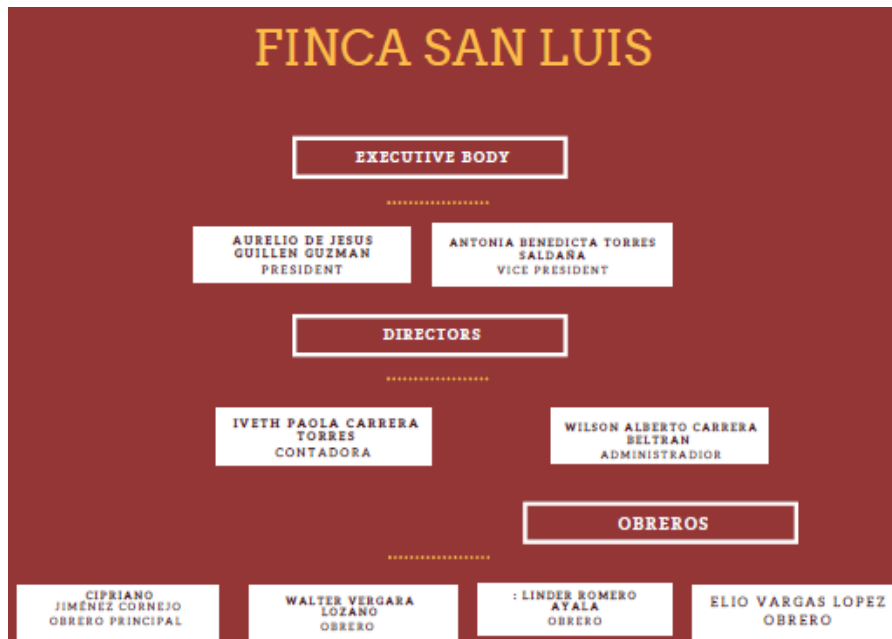 FINCA SAN LUIS
EXECUTIVE BODY
AURELIO DE JESUS
GUILLEN GUZMAN
PRESIDENT
ANTONIA BENEDICTA TORRES
SALDAÑA
VICE PRESIDENT
DIRECTORS
IVETH PAOLA CARRERA
TORRES
CONTADORA
WILSON ALBERTO CARRERA
BELTRAN
ADMINISTRADIOR
OBREROS
CIPRIANO
JIMÉNEZ CORNEJO
OBRERO PRINCIPAL
WALTER VERGARA
LOZANO
OBRERO
: LINDER ROMERO
AYALA
OBRERO
ELIO VARGAS LOPEZ
OBRERO